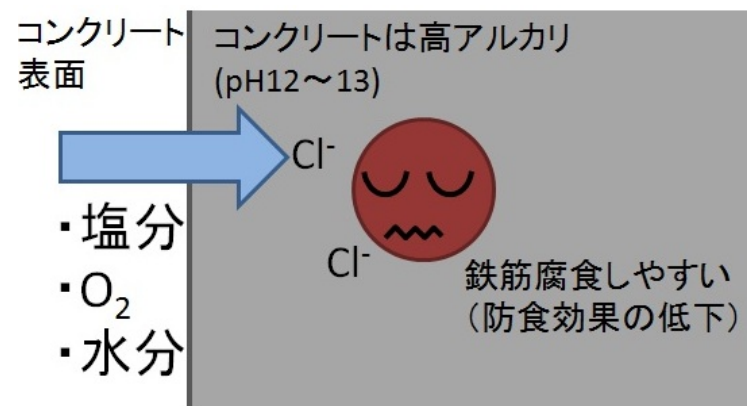 コンクリート
表面
コンクリートは高アルカリ
(pH12～13)
Cl⁻
Cl⁻
・塩分
・O₂
・水分
鉄筋腐食しやすい
（防食効果の低下）